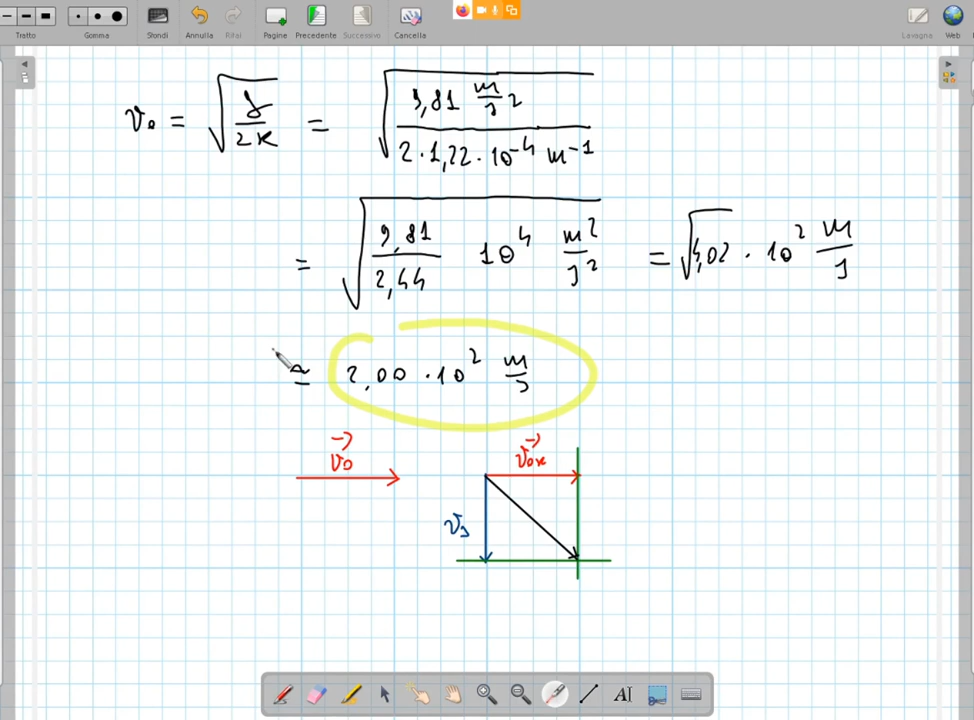 Tratto Gomma Sfondi Annulla Rifai Pagine Precedente Successivo Cancella Lavagna Web
v₀ = √(g / 2k) = √(9,81 m/s² / 2 · 1,22 · 10⁻⁴ m⁻¹)
= √(9,81 / 2,44 10⁴ m²/s²) = √4,02 · 10² m/s
≃ 2,00 · 10² m/s
v₀ v₀ₓ
vᵧ
AI